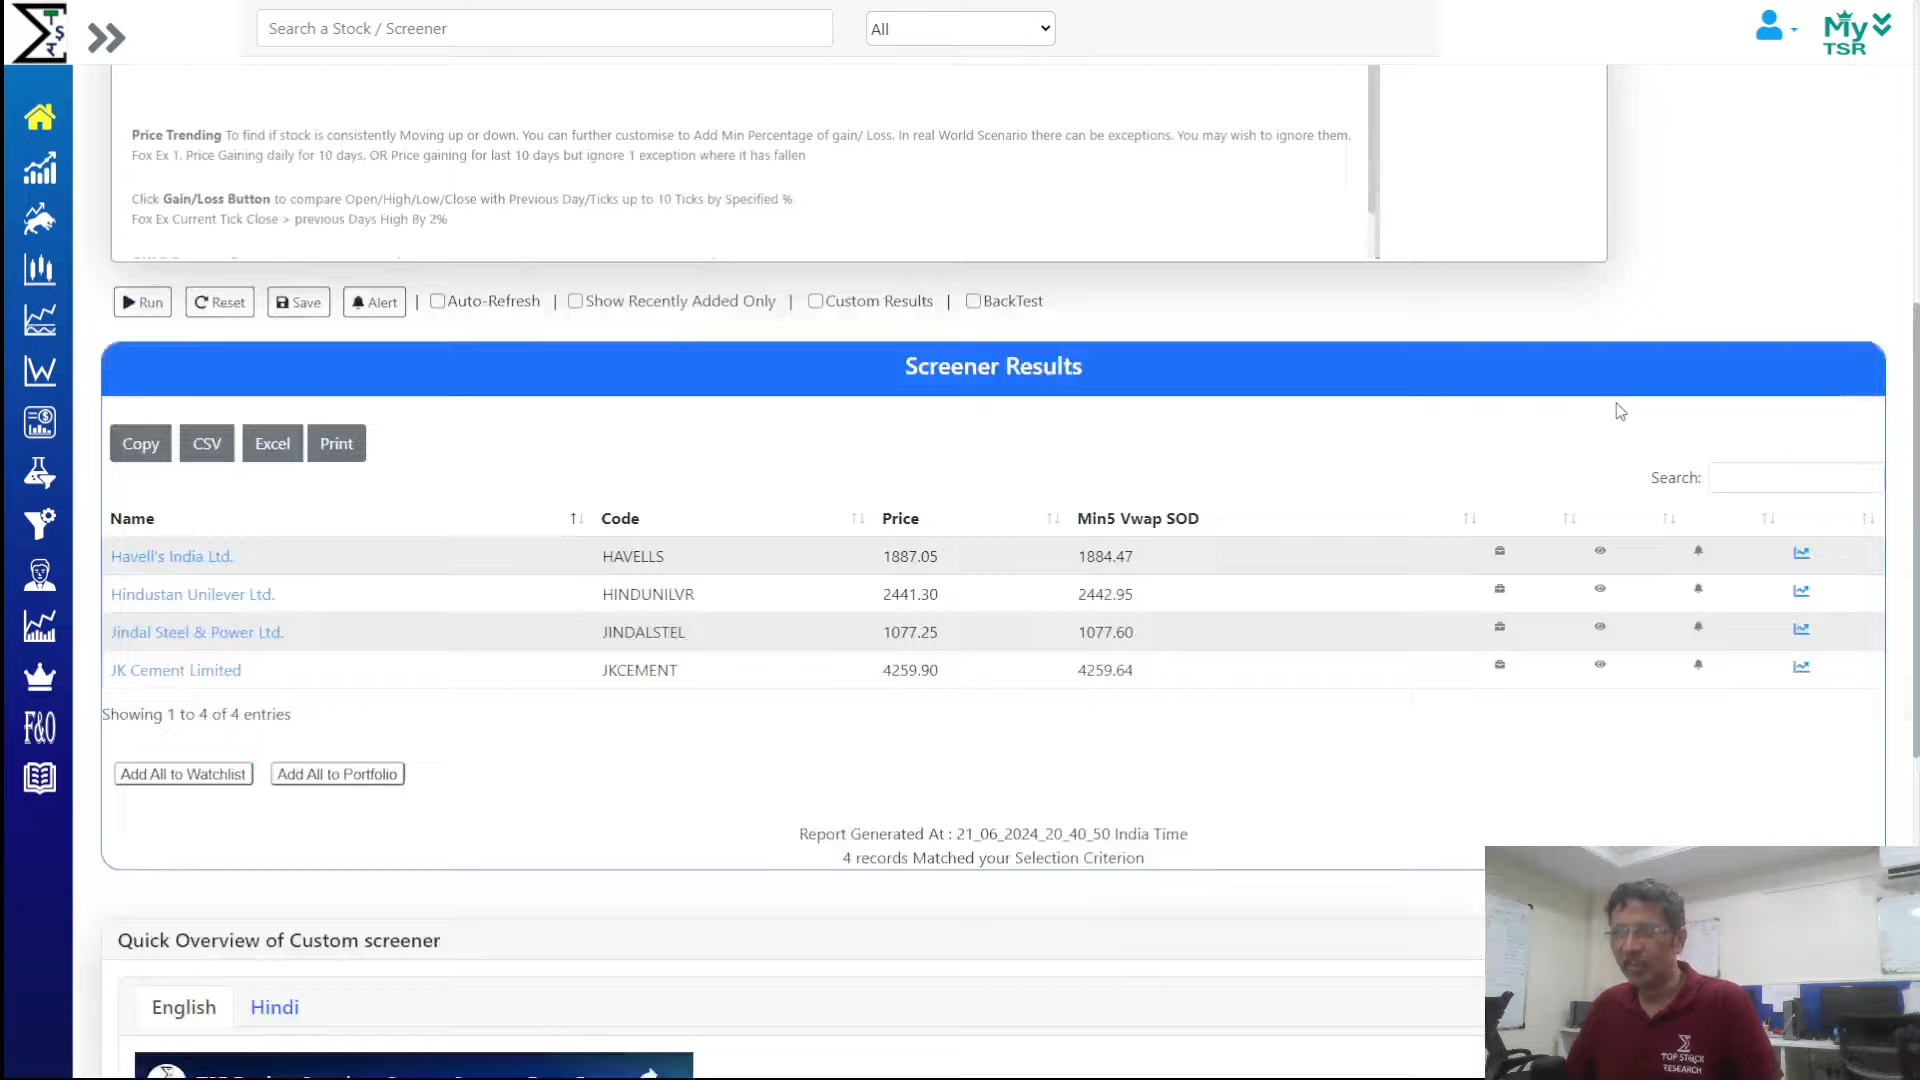 Search a Stock / Screener
All
My
TSR
Price Trending To find if stock is consistently Moving up or down. You can further customise to Add Min Percentage of gain/ Loss. In real World Scenario there can be exceptions. You may wish to ignore them.
Fox Ex 1. Price Gaining daily for 10 days. OR Price gaining for last 10 days but ignore 1 exception where it has fallen
Click Gain/Loss Button to compare Open/High/Low/Close with Previous Day/Ticks up to 10 Ticks by Specified %
Fox Ex Current Tick Close > previous Days High By 2%
Run Reset Save Alert | Auto-Refresh | Show Recently Added Only | Custom Results | BackTest
Screener Results
Copy CSV Excel Print
Search:
Name Code Price Min5 Vwap SOD
Havell's India Ltd. HAVELLS 1887.05 1884.47
Hindustan Unilever Ltd. HINDUNILVR 2441.30 2442.95
Jindal Steel & Power Ltd. JINDALSTEL 1077.25 1077.60
JK Cement Limited JKCEMENT 4259.90 4259.64
Showing 1 to 4 of 4 entries
Add All to Watchlist Add All to Portfolio
Report Generated At : 21_06_2024_20_40_50 India Time
4 records Matched your Selection Criterion
Quick Overview of Custom screener
English Hindi
F&O
TOP STOCK
RESEARCH